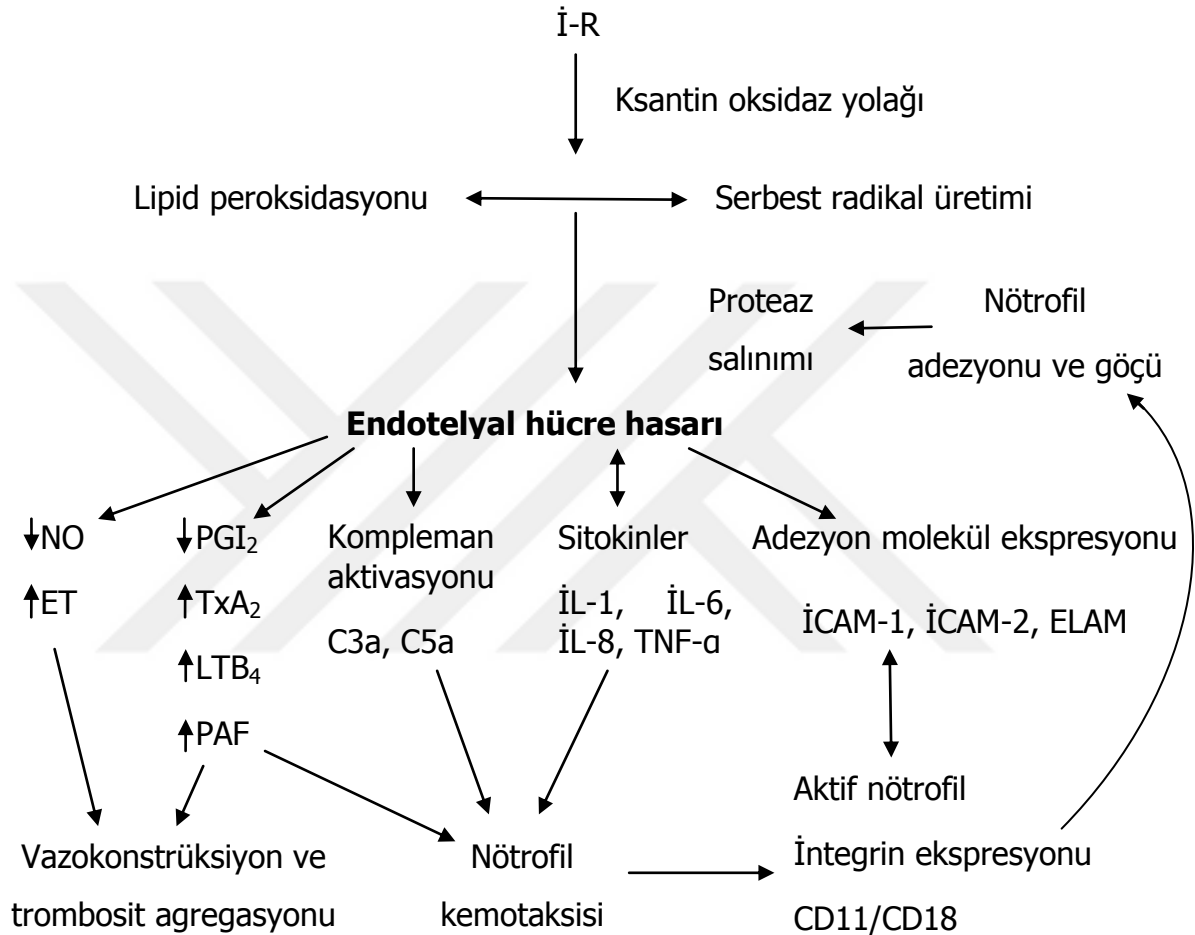 İ-R
Ksantin oksidaz yolağı
Lipid peroksidasyonu
Serbest radikal üretimi
Proteaz
salınımı
Nötrofil
adezyonu ve göçü
Endotelyal hücre hasarı
↓NO
↑ET
↓PGI₂
↑TxA₂
↑LTB₄
↑PAF
Kompleman
aktivasyonu
C3a, C5a
Sitokinler
İL-1, İL-6,
İL-8, TNF-α
Adezyon molekül ekspresyonu
İCAM-1, İCAM-2, ELAM
Aktif nötrofil
İntegrin ekspresyonu
CD11/CD18
Vazokonstrüksiyon ve
trombosit agregasyonu
Nötrofil
kemotaksisi